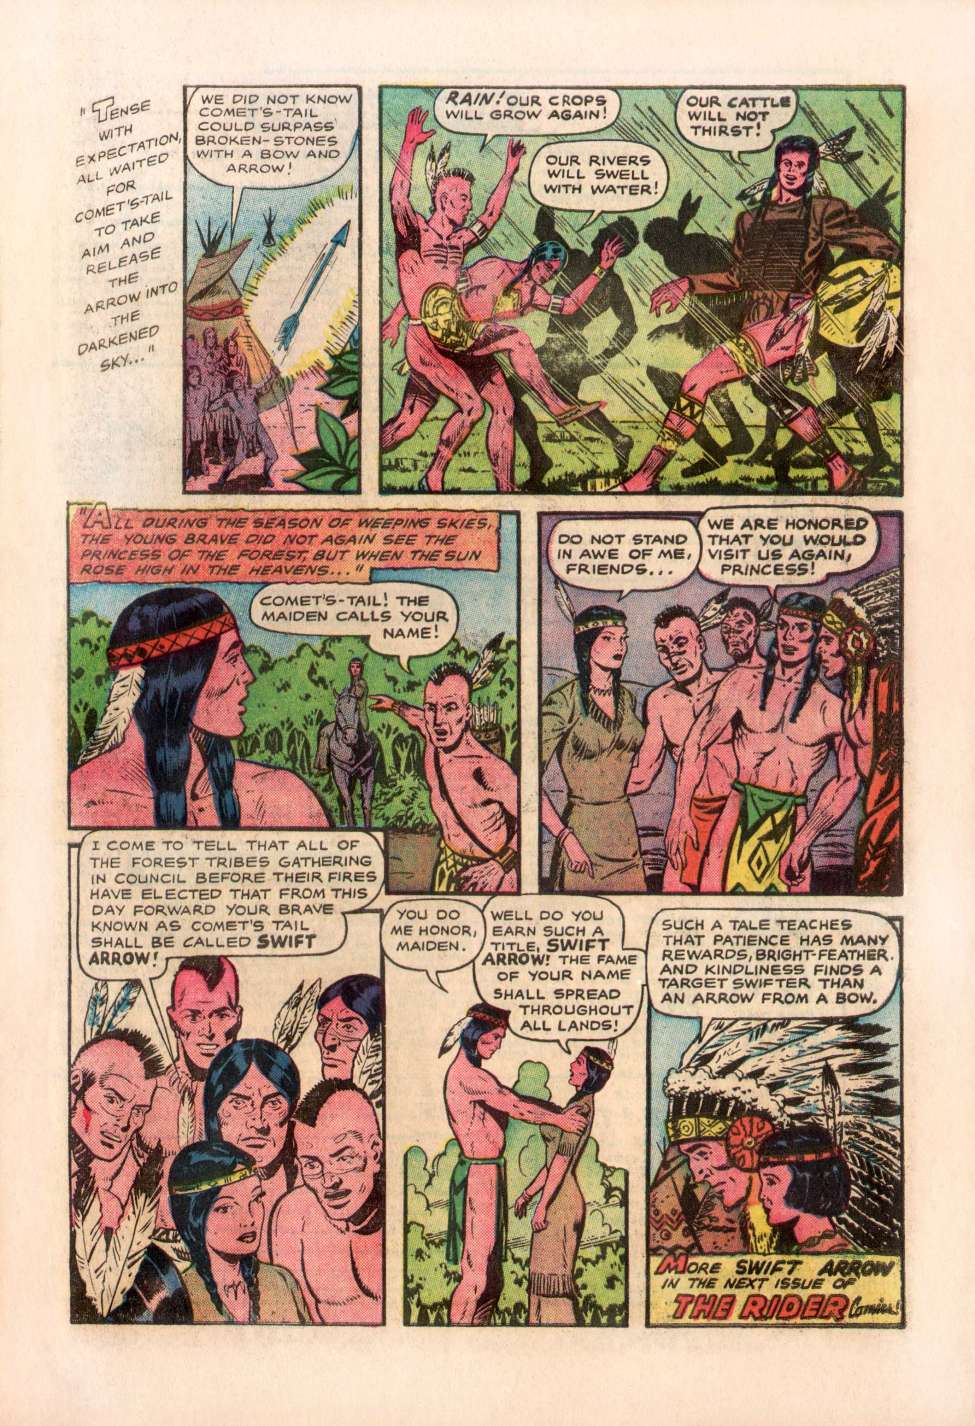 "TENSE
WITH
EXPECTATION,
ALL WAITED
FOR
COMET'S-TAIL
TO TAKE
AIM AND
RELEASE
THE
ARROW INTO
THE
DARKENED
SKY..."
WE DID NOT KNOW
COMET'S-TAIL
COULD SURPASS
BROKEN-STONES
WITH A BOW AND
ARROW!
RAIN! OUR CROPS
WILL GROW AGAIN!
OUR RIVERS
WILL SWELL
WITH WATER!
OUR CATTLE
WILL NOT
THIRST!
"ALL DURING THE SEASON OF WEEPING SKIES,
THE YOUNG BRAVE DID NOT AGAIN SEE THE
PRINCESS OF THE FOREST, BUT WHEN THE SUN
ROSE HIGH IN THE HEAVENS..."
COMET'S-TAIL! THE
MAIDEN CALLS YOUR
NAME!
DO NOT STAND
IN AWE OF ME,
FRIENDS...
WE ARE HONORED
THAT YOU WOULD
VISIT US AGAIN,
PRINCESS!
I COME TO TELL THAT ALL OF
THE FOREST TRIBES GATHERING
IN COUNCIL BEFORE THEIR FIRES
HAVE ELECTED THAT FROM THIS
DAY FORWARD YOUR BRAVE
KNOWN AS COMET'S TAIL
SHALL BE CALLED SWIFT
ARROW!
YOU DO
ME HONOR,
MAIDEN.
WELL DO YOU
EARN SUCH A
TITLE, SWIFT
ARROW! THE FAME
OF YOUR NAME
SHALL SPREAD
THROUGHOUT
ALL LANDS!
SUCH A TALE TEACHES
THAT PATIENCE HAS MANY
REWARDS, BRIGHT-FEATHER.
AND KINDLINESS FINDS A
TARGET SWIFTER THAN
AN ARROW FROM A BOW.
MORE SWIFT ARROW
IN THE NEXT ISSUE OF
THE RIDER Comics!